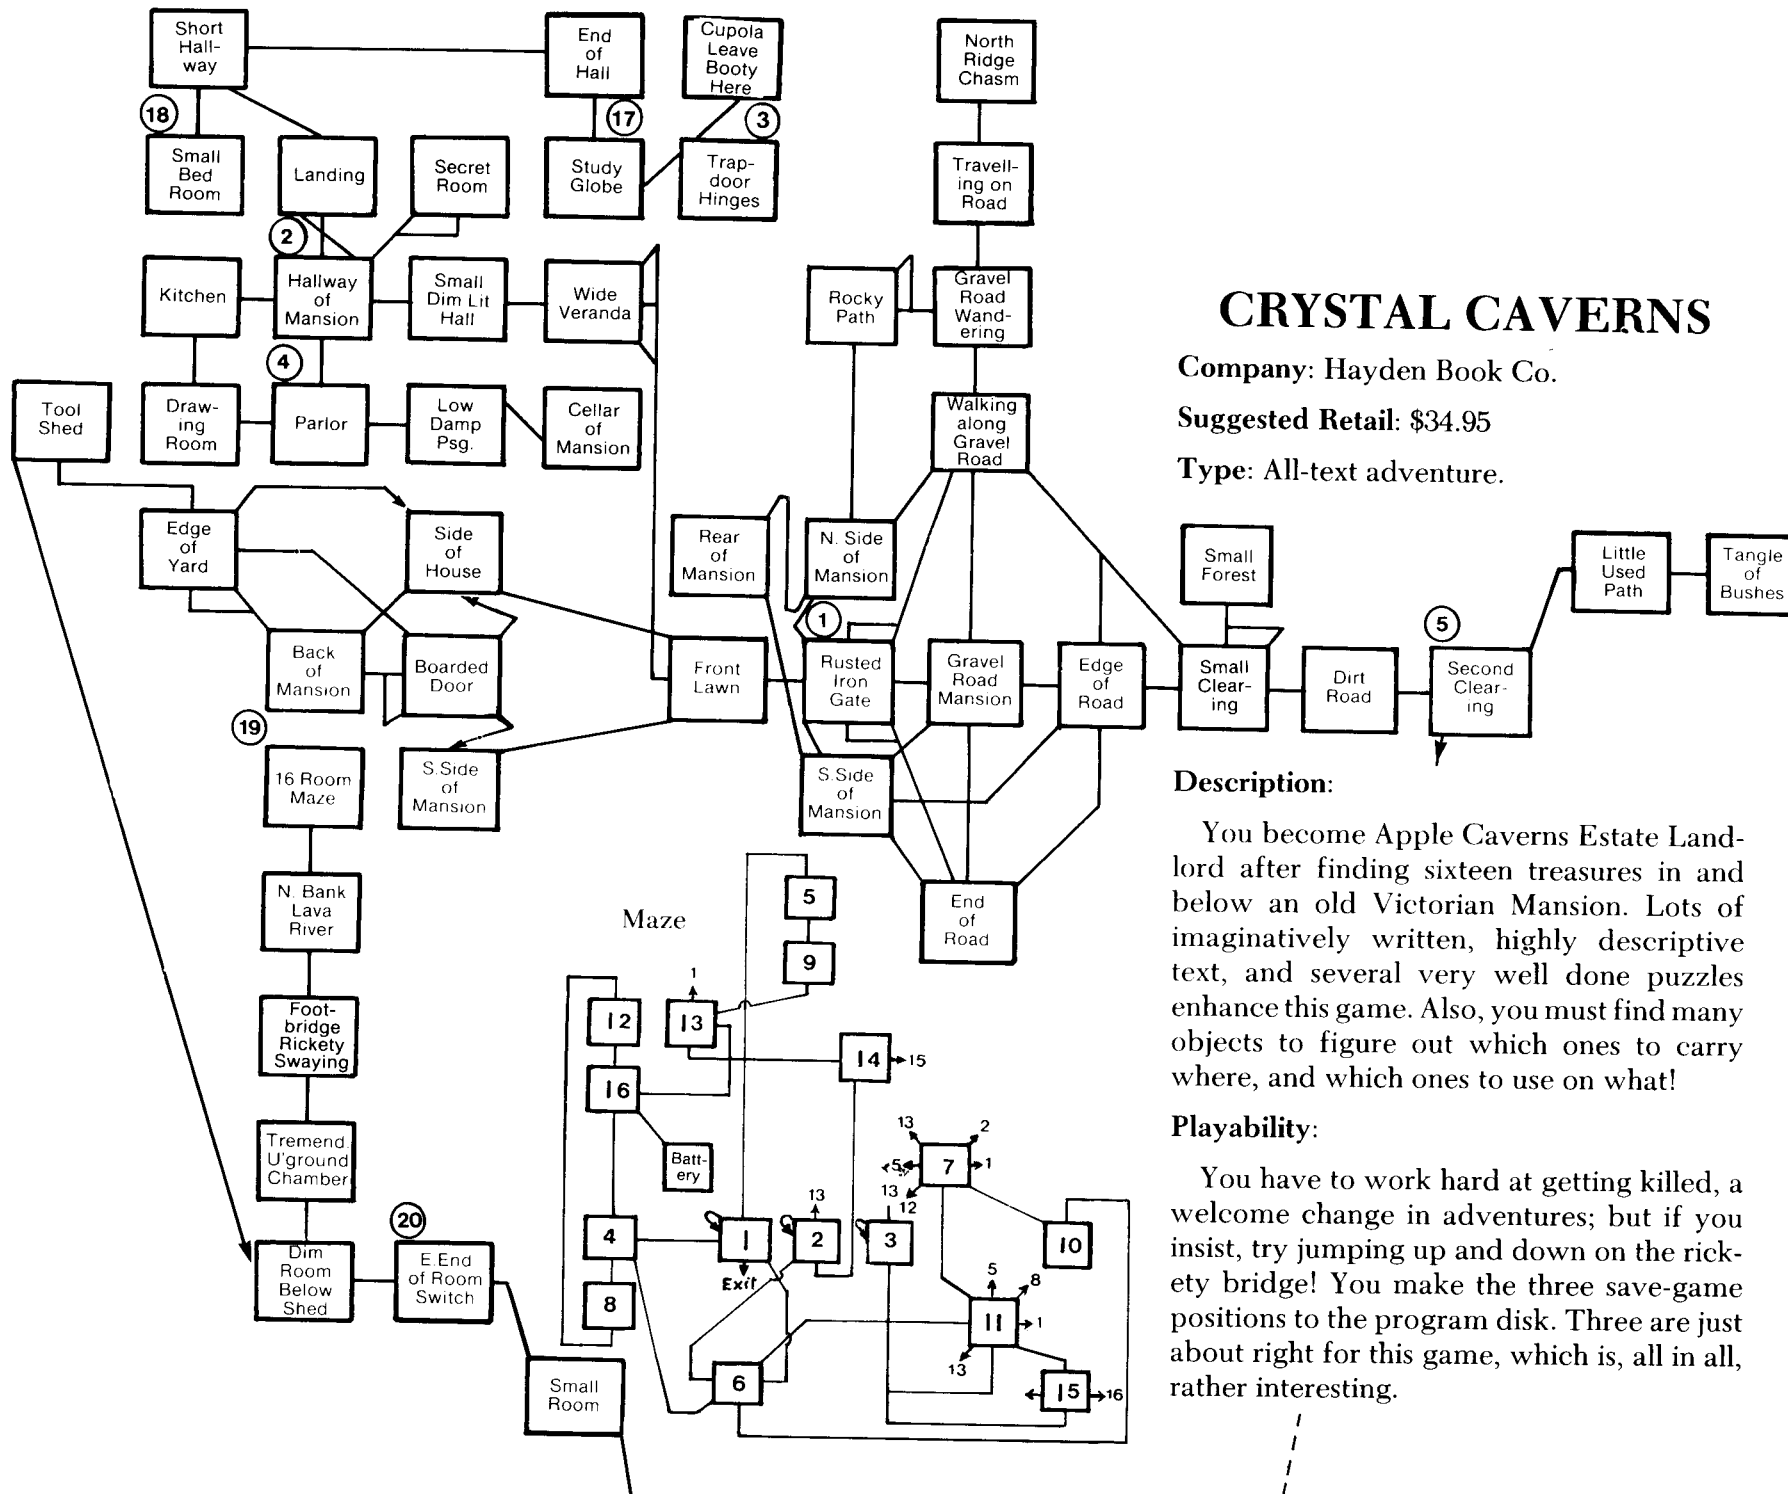 Short
Hall-
way
End
of
Hall
Cupola
Leave
Booty
Here
North
Ridge
Chasm
18
17
3
Small
Bed
Room
Landing
Secret
Room
Study
Globe
Trap-
door
Hinges
Travell-
ing on
Road
2
Kitchen
Hallway
of
Mansion
Small
Dim Lit
Hall
Wide
Veranda
Rocky
Path
Gravel
Road
Wand-
ering
4
Tool
Shed
Draw-
ing
Room
Parlor
Low
Damp
Psg.
Cellar
of
Mansion
Walking
along
Gravel
Road
Edge
of
Yard
Side
of
House
Rear
of
Mansion
N. Side
of
Mansion
Small
Forest
Little
Used
Path
Tangle
of
Bushes
1
5
Back
of
Mansion
Boarded
Door
Front
Lawn
Rusted
Iron
Gate
Gravel
Road
Mansion
Edge
of
Road
Small
Clear-
ing
Dirt
Road
Second
Clear-
ing
19
16 Room
Maze
S.Side
of
Mansion
S.Side
of
Mansion
N. Bank
Lava
River
End
of
Road
Foot-
bridge
Rickety
Swaying
Tremend.
U'ground
Chamber
20
Dim
Room
Below
Shed
E.End
of Room
Switch
Small
Room
Maze
5
9
1
12
13
14
15
16
Batt-
ery
13
2
7
1
5
12
13
13
4
1
Exit
2
3
10
8
5
8
11
1
13
6
15
16
CRYSTAL CAVERNS
Company: Hayden Book Co.
Suggested Retail: $34.95
Type: All-text adventure.
Description:
You become Apple Caverns Estate Land-
lord after finding sixteen treasures in and
below an old Victorian Mansion. Lots of
imaginatively written, highly descriptive
text, and several very well done puzzles
enhance this game. Also, you must find many
objects to figure out which ones to carry
where, and which ones to use on what!
Playability:
You have to work hard at getting killed, a
welcome change in adventures; but if you
insist, try jumping up and down on the rick-
ety bridge! You make the three save-game
positions to the program disk. Three are just
about right for this game, which is, all in all,
rather interesting.